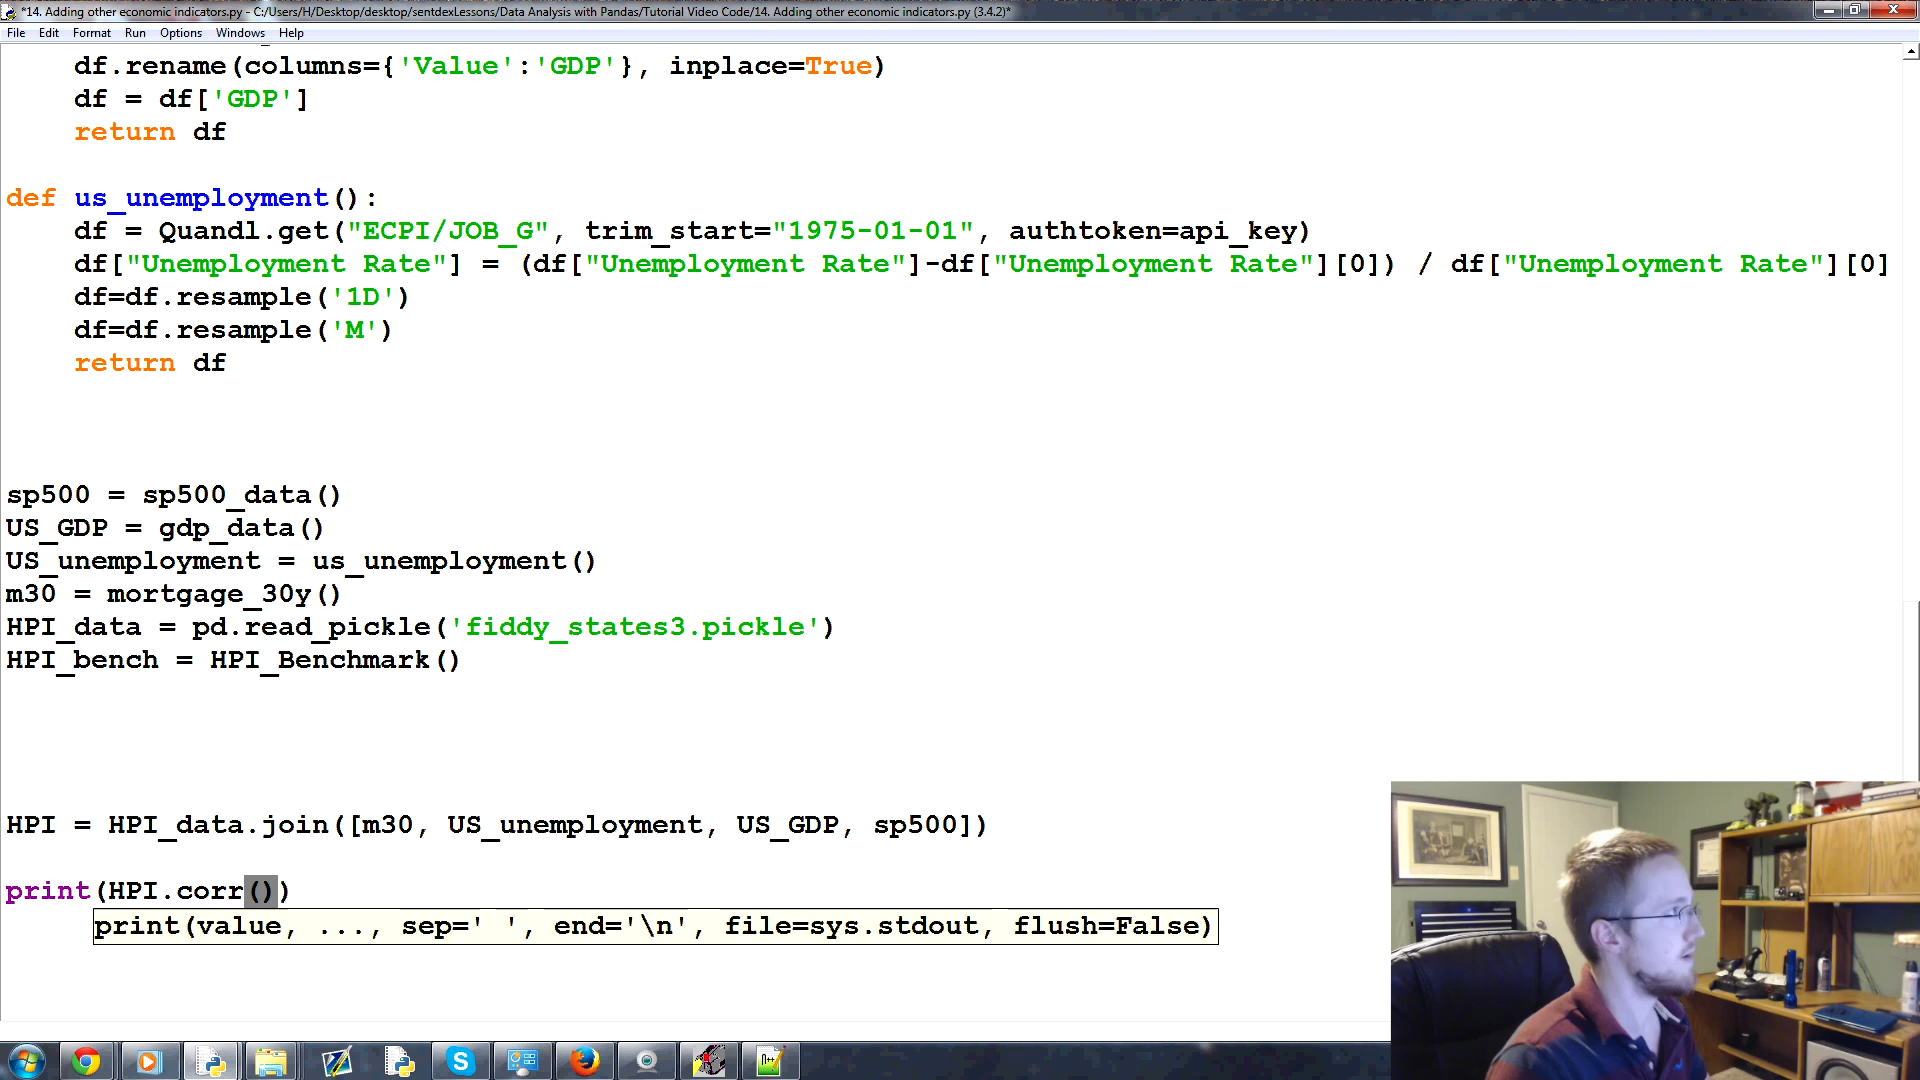 *14. Adding other economic indicators.py - C:/Users/H/Desktop/desktop/sentdexLessons/Data Analysis with Pandas/Tutorial Video Code/14. Adding other economic indicators.py (3.4.2)*
File Edit Format Run Options Windows Help
df.rename(columns={'Value':'GDP'}, inplace=True)
df = df['GDP']
return df
def us_unemployment():
df = Quandl.get("ECPI/JOB_G", trim_start="1975-01-01", authtoken=api_key)
df["Unemployment Rate"] = (df["Unemployment Rate"]-df["Unemployment Rate"][0]) / df["Unemployment Rate"][0]
df=df.resample('1D')
df=df.resample('M')
return df
sp500 = sp500_data()
US_GDP = gdp_data()
US_unemployment = us_unemployment()
m30 = mortgage_30y()
HPI_data = pd.read_pickle('fiddy_states3.pickle')
HPI_bench = HPI_Benchmark()
HPI = HPI_data.join([m30, US_unemployment, US_GDP, sp500])
print(HPI.corr())
print(value, ..., sep=' ', end='\n', file=sys.stdout, flush=False)